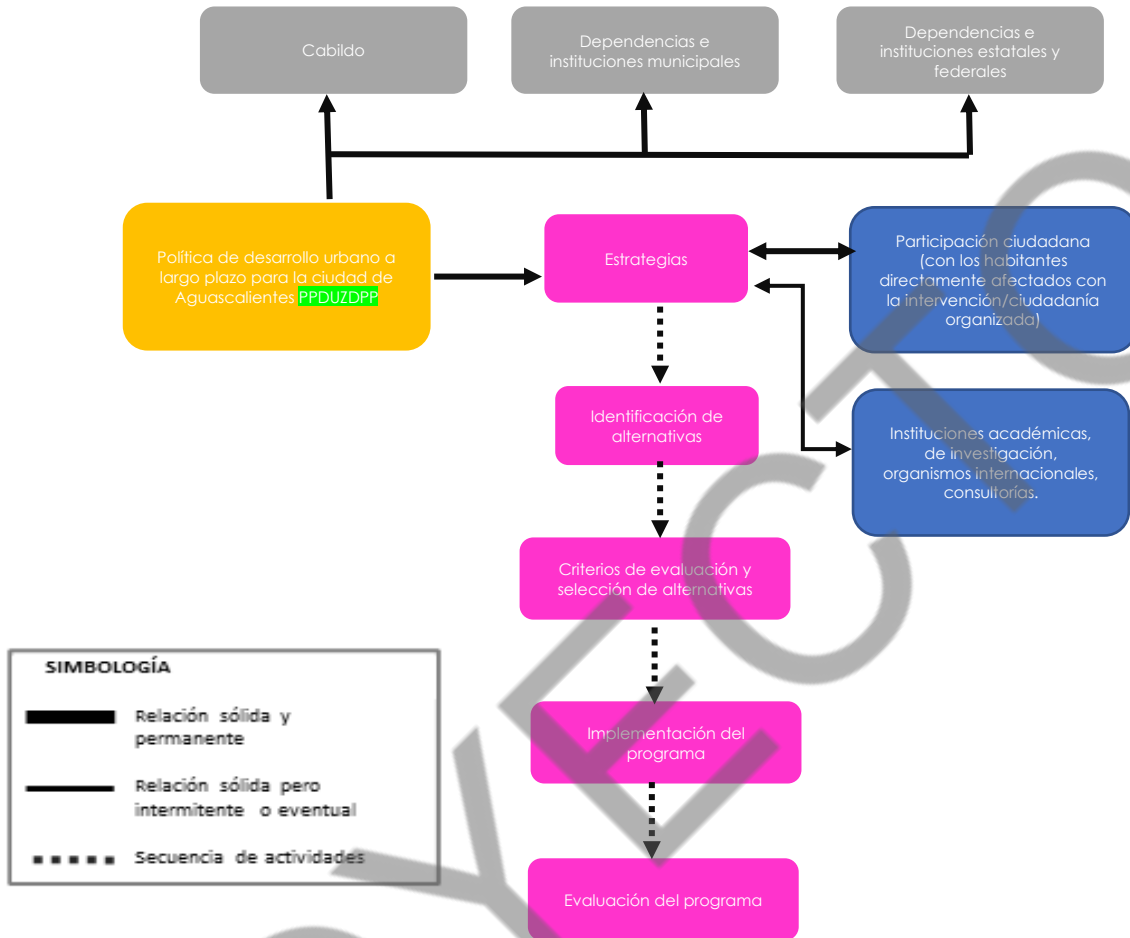 Cabildo
Dependencias e
instituciones municipales
Dependencias e
instituciones estatales y
federales
Política de desarrollo urbano a
largo plazo para la ciudad de
Aguascalientes PPDUZDPP
Estrategias
Participación ciudadana
(con los habitantes
directamente afectados con
la intervención/ciudadanía
organizada)
Identificación de
alternativas
Instituciones académicas,
de investigación,
organismos internacionales,
consultorías.
Criterios de evaluación y
selección de alternativas
SIMBOLOGÍA
Relación sólida y
permanente
Relación sólida pero
intermitente o eventual
Secuencia de actividades
Implementación del
programa
Evaluación del programa
YECTO